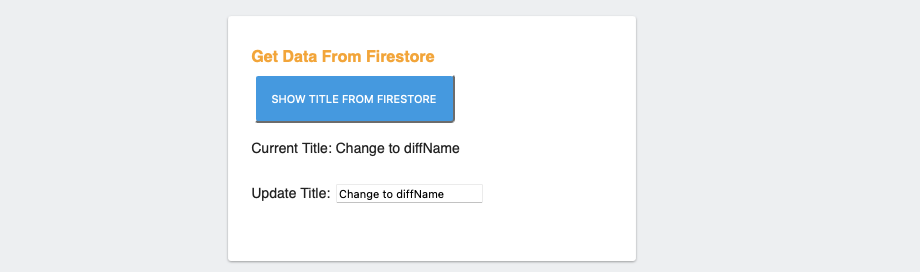 Get Data From Firestore
SHOW TITLE FROM FIRESTORE
Current Title: Change to diffName
Update Title: Change to diffName